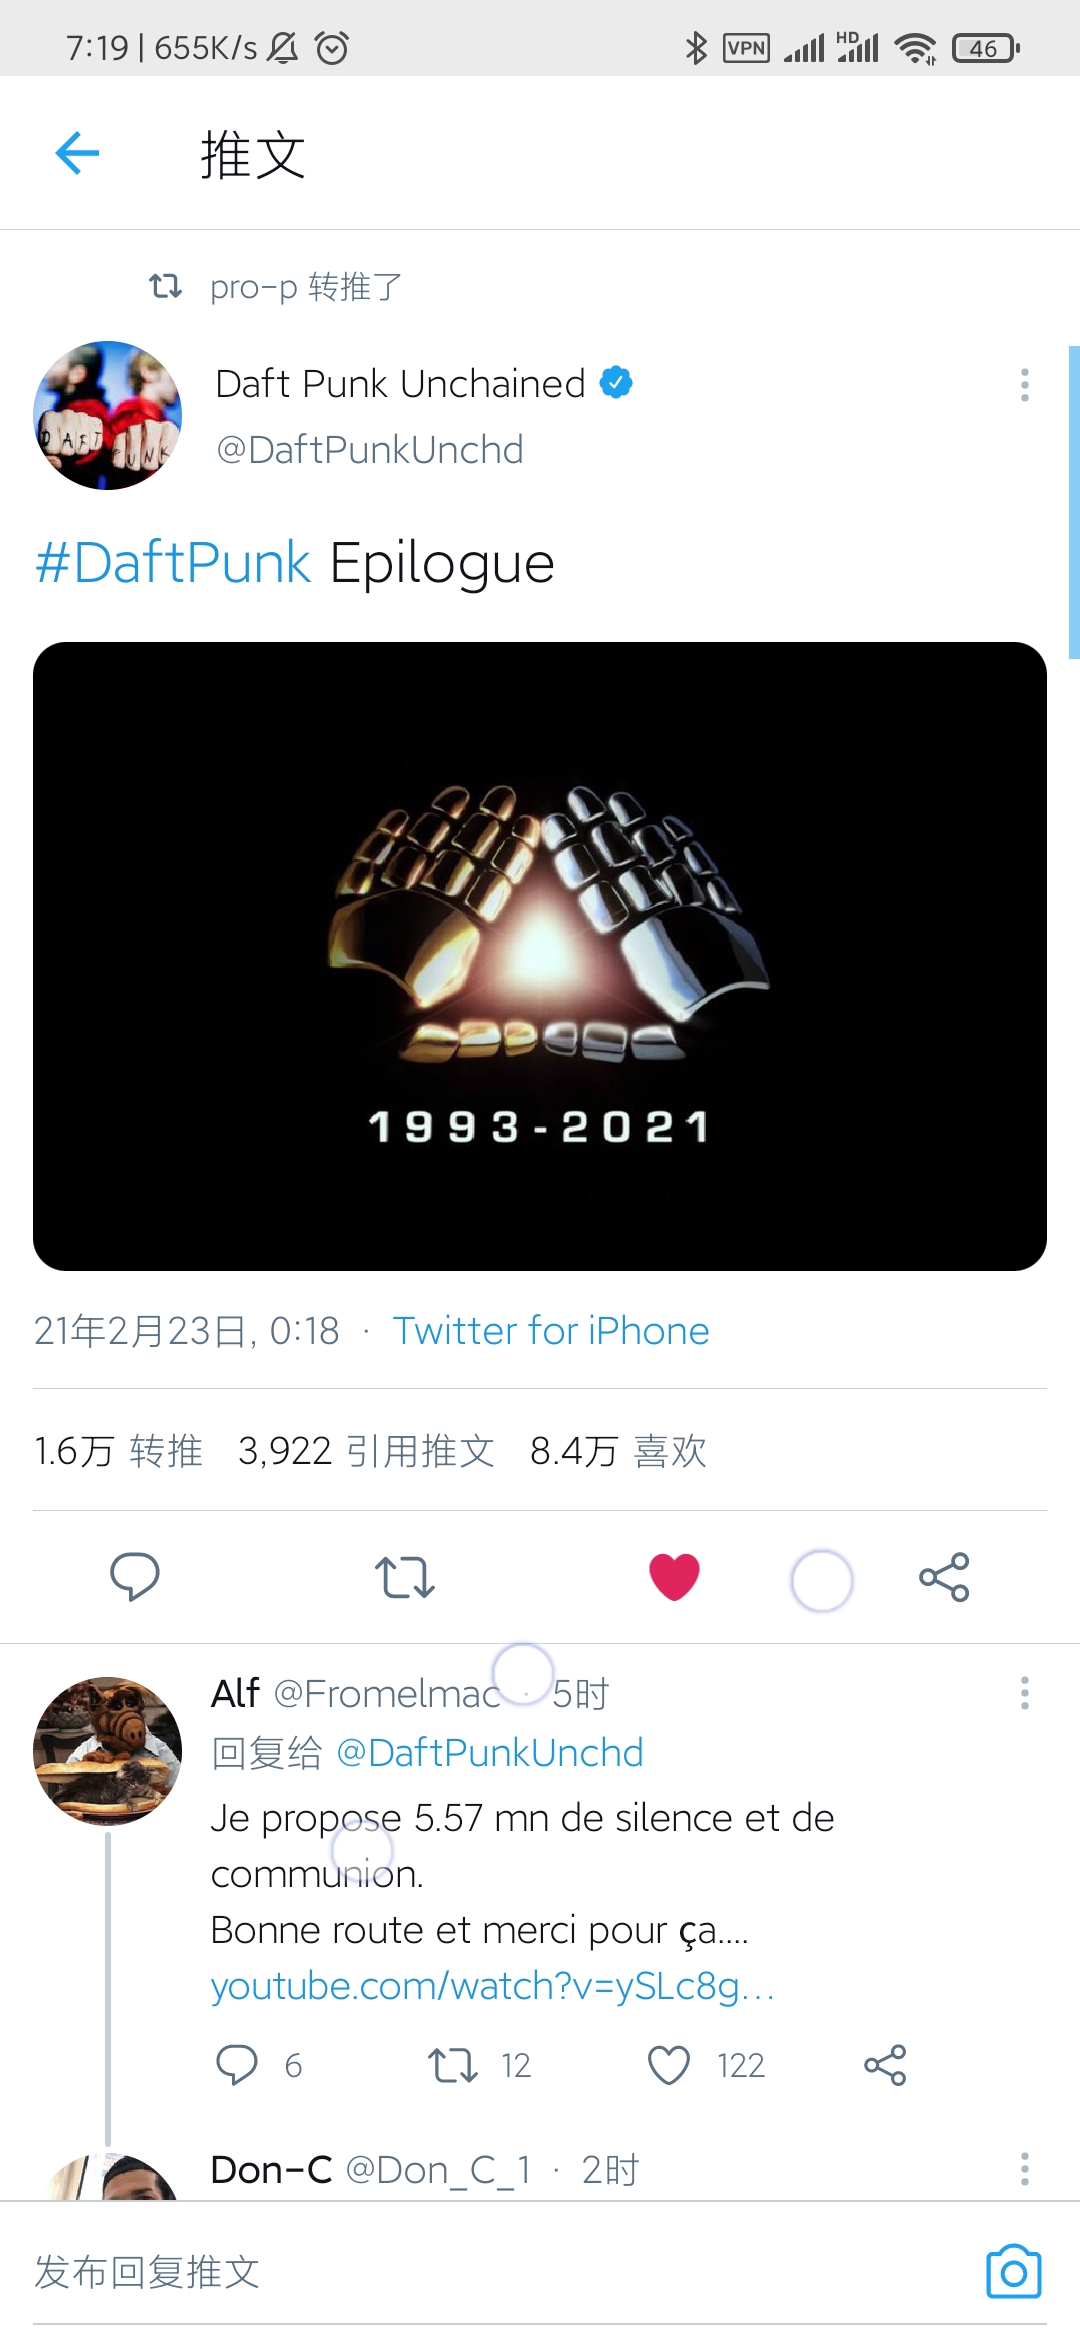 7:19 | 655K/s
VPN HD 46
推文
pro-p 转推了
Daft Punk Unchained
DAFT PUNK
@DaftPunkUnchd
#DaftPunk Epilogue
1993-2021
21年2月23日, 0:18 · Twitter for iPhone
1.6万 转推 3,922 引用推文 8.4万 喜欢
Alf @Fromelmac · 5时
回复给 @DaftPunkUnchd
Je propose 5.57 mn de silence et de
communion.
Bonne route et merci pour ça....
youtube.com/watch?v=ySLc8g...
6 12 122
Don-C @Don_C_1 · 2时
发布回复推文